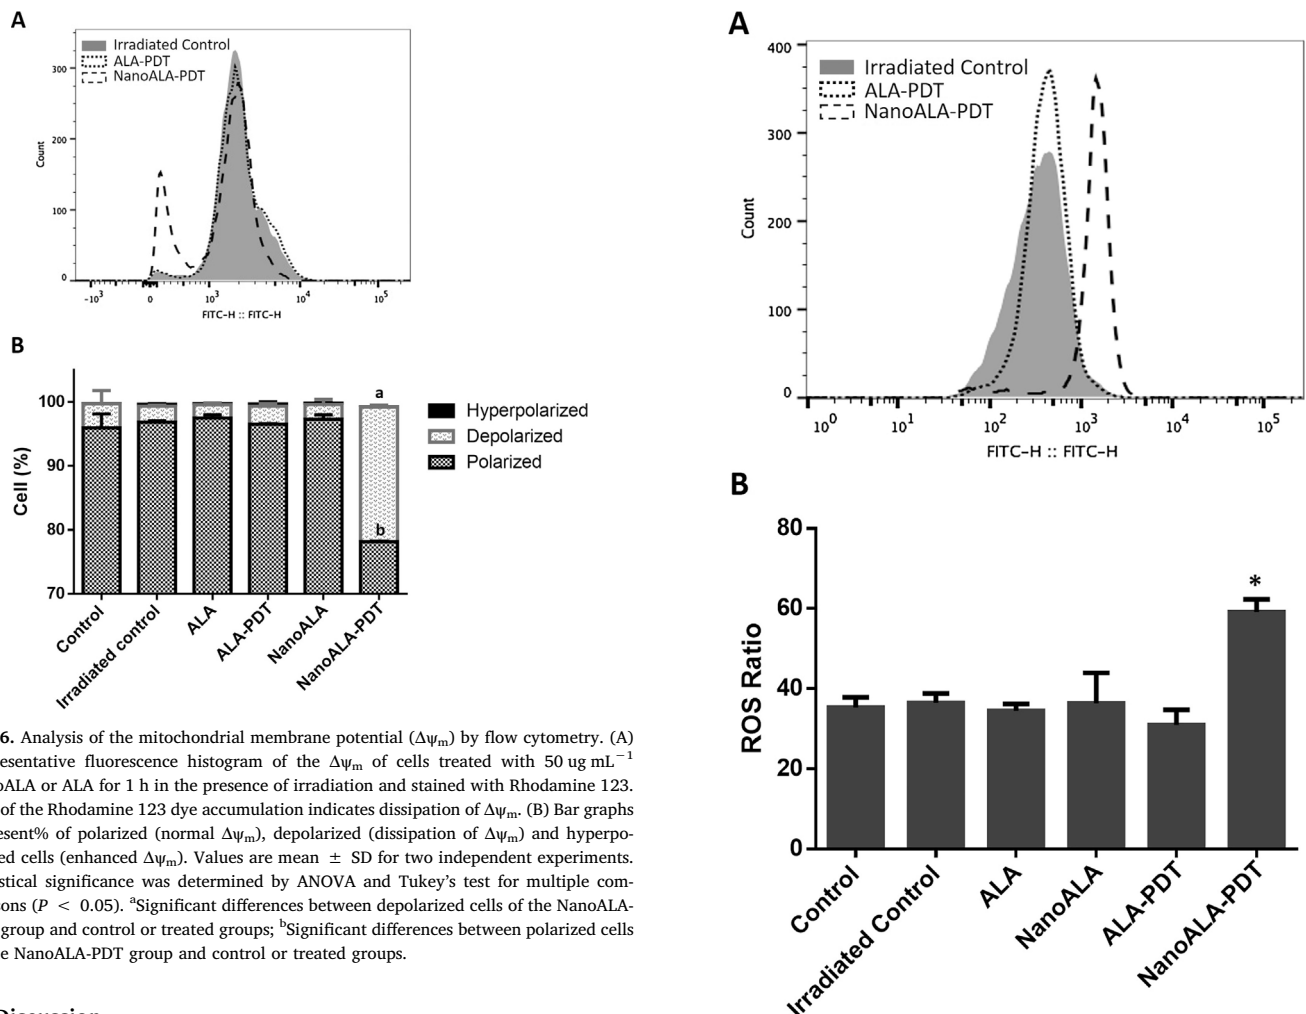 A
Irradiated Control
ALA-PDT
NanoALA-PDT
300
200
100
0
Count
-10³ 0 10³ 10⁴ 10⁵
FITC-H :: FITC-H
B
100
90
80
70
Cell (%)
a
b
Hyperpolarized
Depolarized
Polarized
Control
Irradiated control
ALA
ALA-PDT
NanoALA
NanoALA-PDT
6. Analysis of the mitochondrial membrane potential (Δψm) by flow cytometry. (A)
esentative fluorescence histogram of the Δψm of cells treated with 50 ug mL⁻¹
oALA or ALA for 1 h in the presence of irradiation and stained with Rhodamine 123.
of the Rhodamine 123 dye accumulation indicates dissipation of Δψm. (B) Bar graphs
esent% of polarized (normal Δψm), depolarized (dissipation of Δψm) and hyperpo-
ed cells (enhanced Δψm). Values are mean ± SD for two independent experiments.
stical significance was determined by ANOVA and Tukey's test for multiple com-
sons (P < 0.05). ᵃSignificant differences between depolarized cells of the NanoALA-
group and control or treated groups; ᵇSignificant differences between polarized cells
e NanoALA-PDT group and control or treated groups.
A
Irradiated Control
ALA-PDT
NanoALA-PDT
400
300
200
100
0
Count
10⁰ 10¹ 10² 10³ 10⁴ 10⁵
FITC-H :: FITC-H
B
80
60
40
20
0
ROS Ratio
*
Control
Irradiated Control
ALA
NanoALA
ALA-PDT
NanoALA-PDT